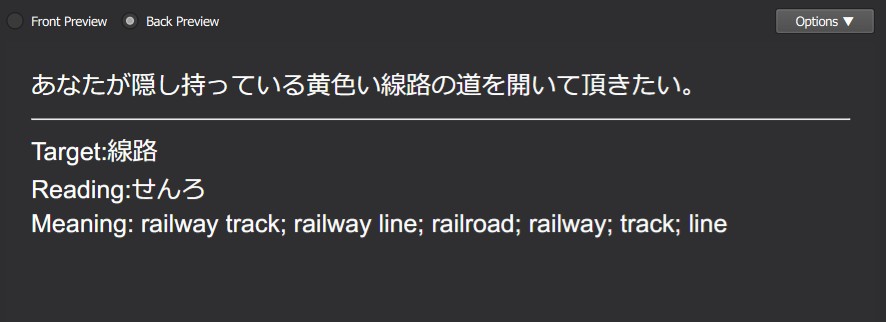 Front Preview Back Preview Options ▼
あなたが隠し持っている黄色い線路の道を開いて頂きたい。
Target:線路
Reading:せんろ
Meaning: railway track; railway line; railroad; railway; track; line